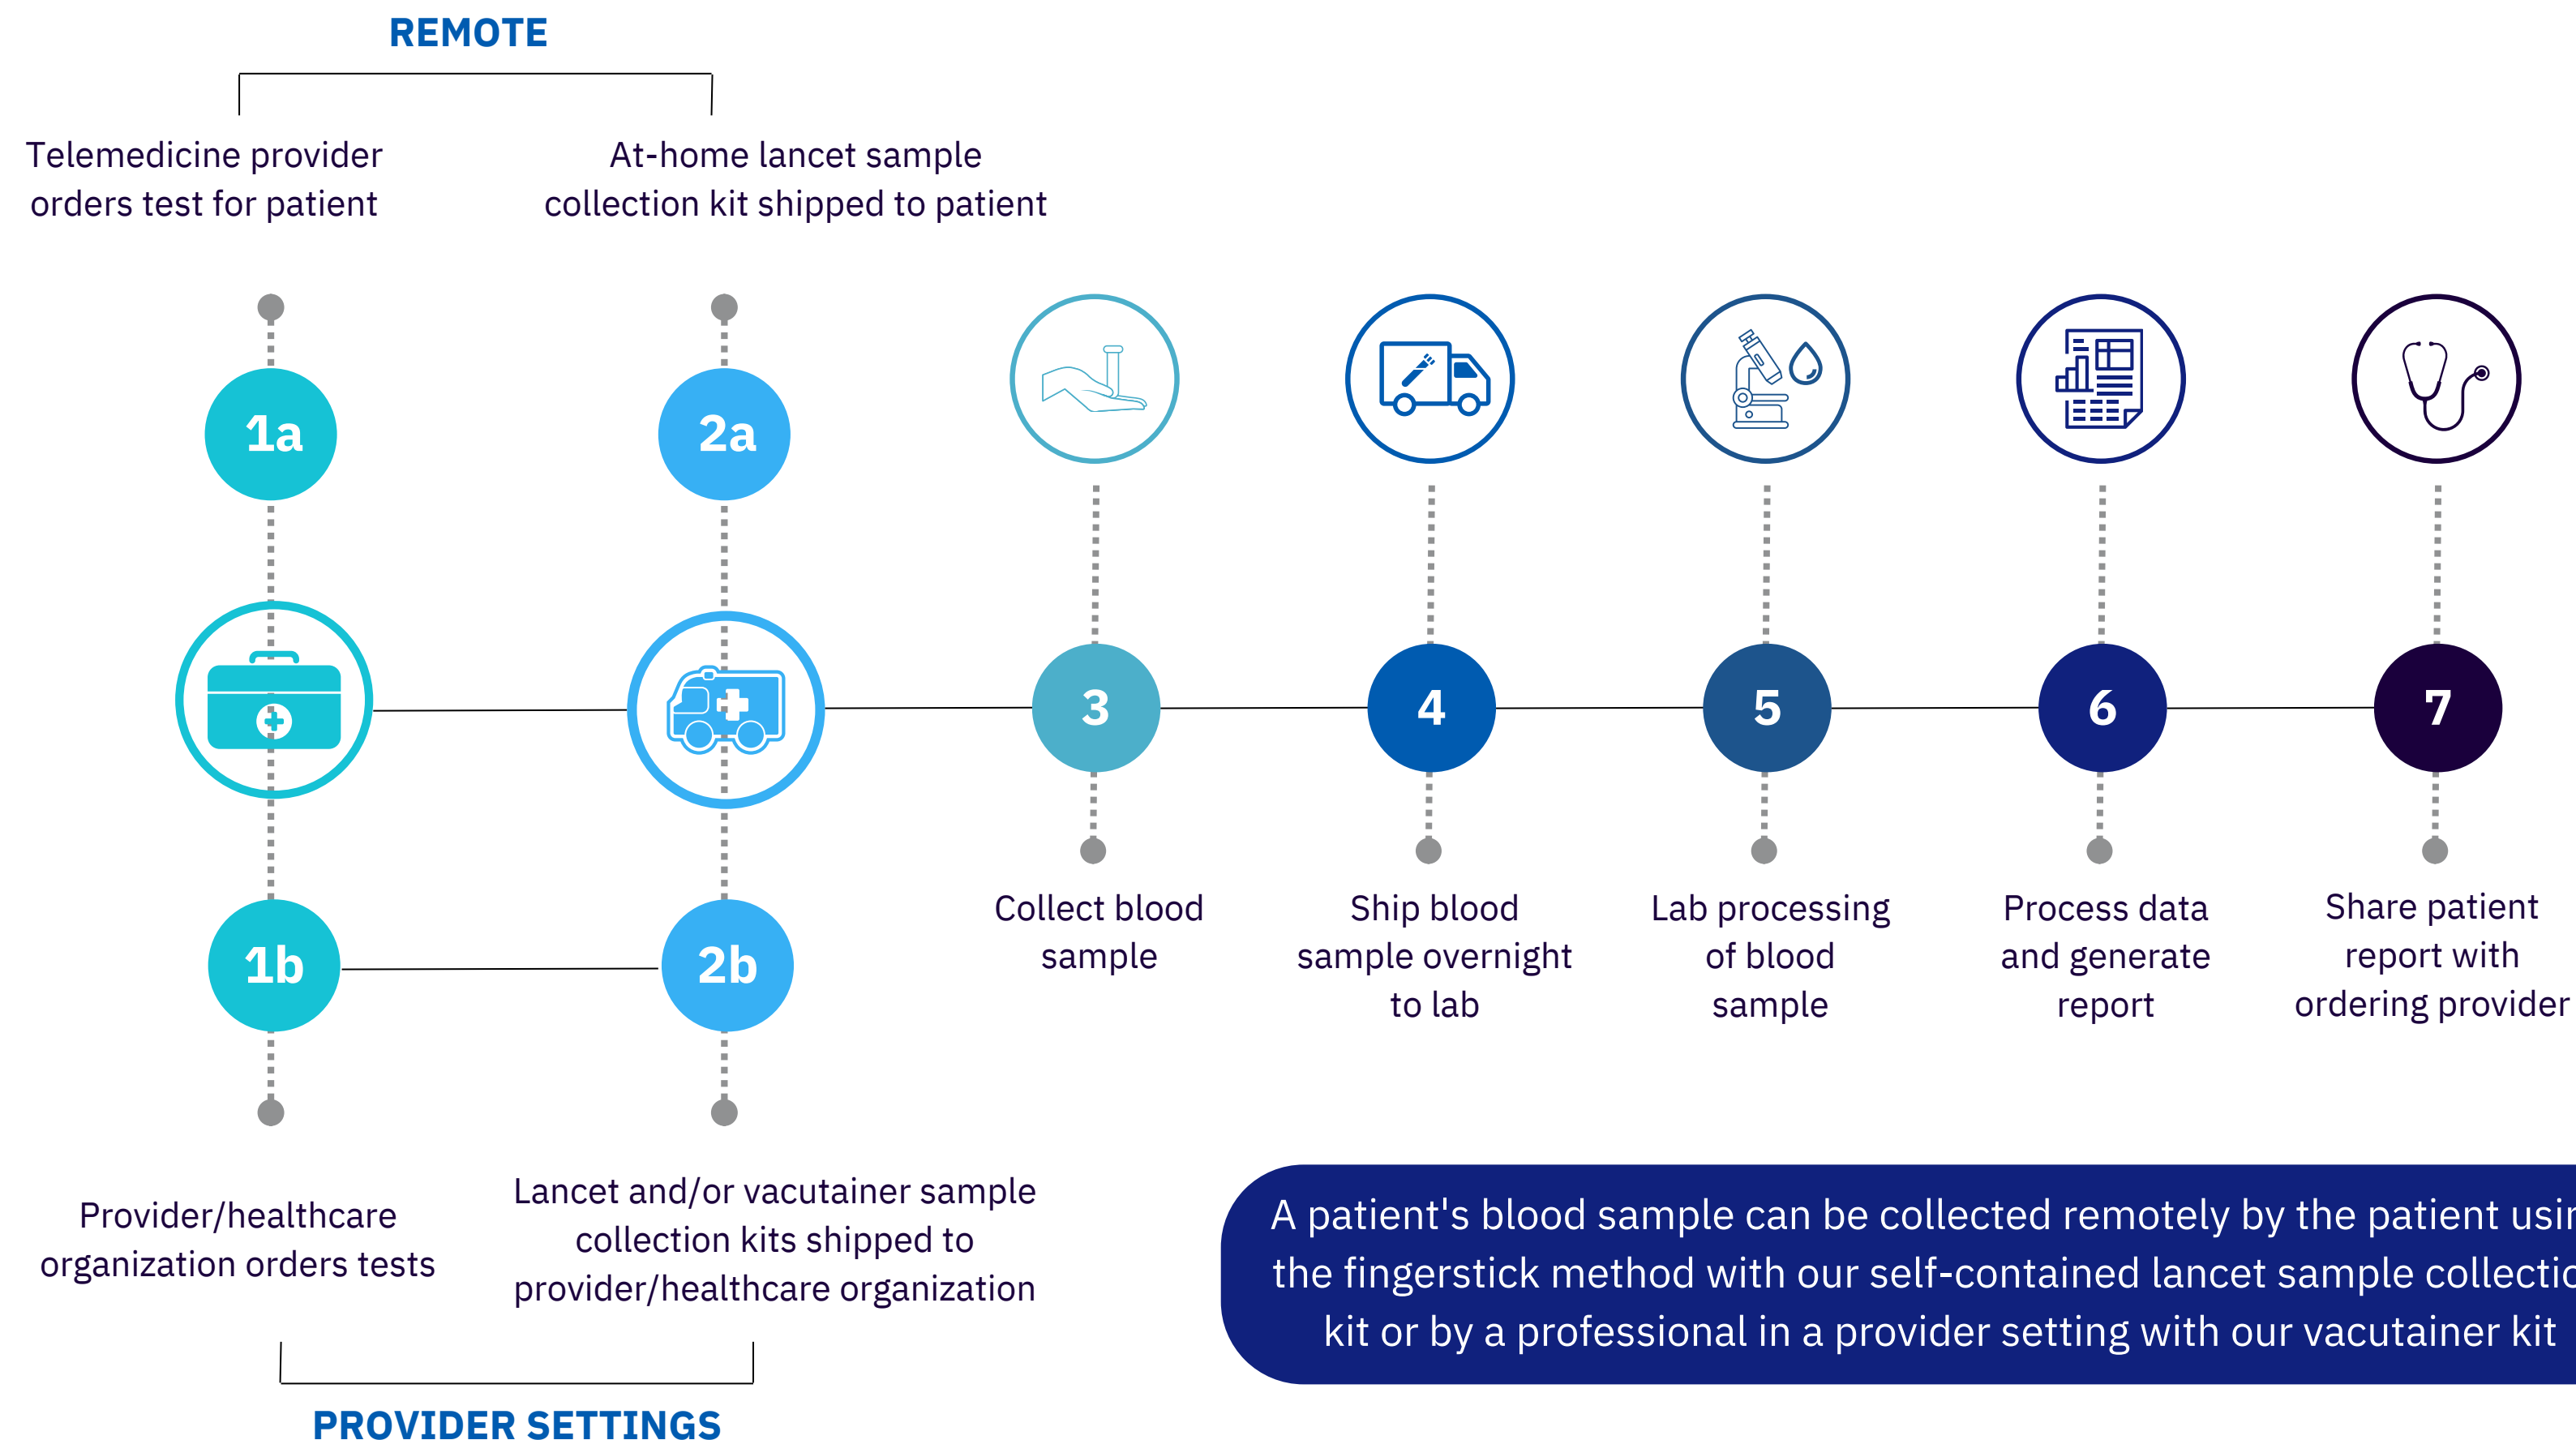 REMOTE
Telemedicine provider
orders test for patient
At-home lancet sample
collection kit shipped to patient
1a
2a
3
4
5
6
7
1b
2b
Collect blood
sample
Ship blood
sample overnight
to lab
Lab processing
of blood
sample
Process data
and generate
report
Share patient
report with
ordering provider
Provider/healthcare
organization orders tests
Lancet and/or vacutainer sample
collection kits shipped to
provider/healthcare organization
PROVIDER SETTINGS
A patient's blood sample can be collected remotely by the patient
the fingerstick method with our self-contained lancet sample
kit or by a professional in a provider setting with our vacutainer kit